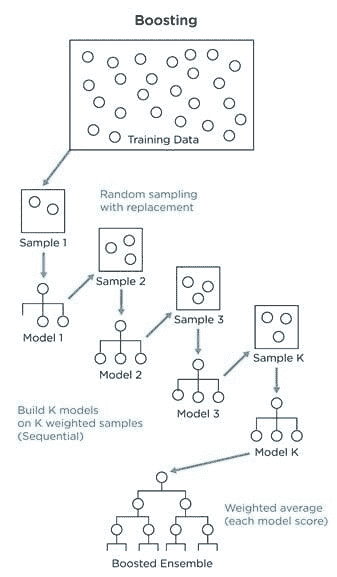 Boosting
Training Data
Random sampling
with replacement
Sample 1
Sample 2
Model 1
Sample 3
Model 2
Sample K
Model 3
Build K models
on K weighted samples
(Sequential)
Model K
Weighted average
(each model score)
Boosted Ensemble